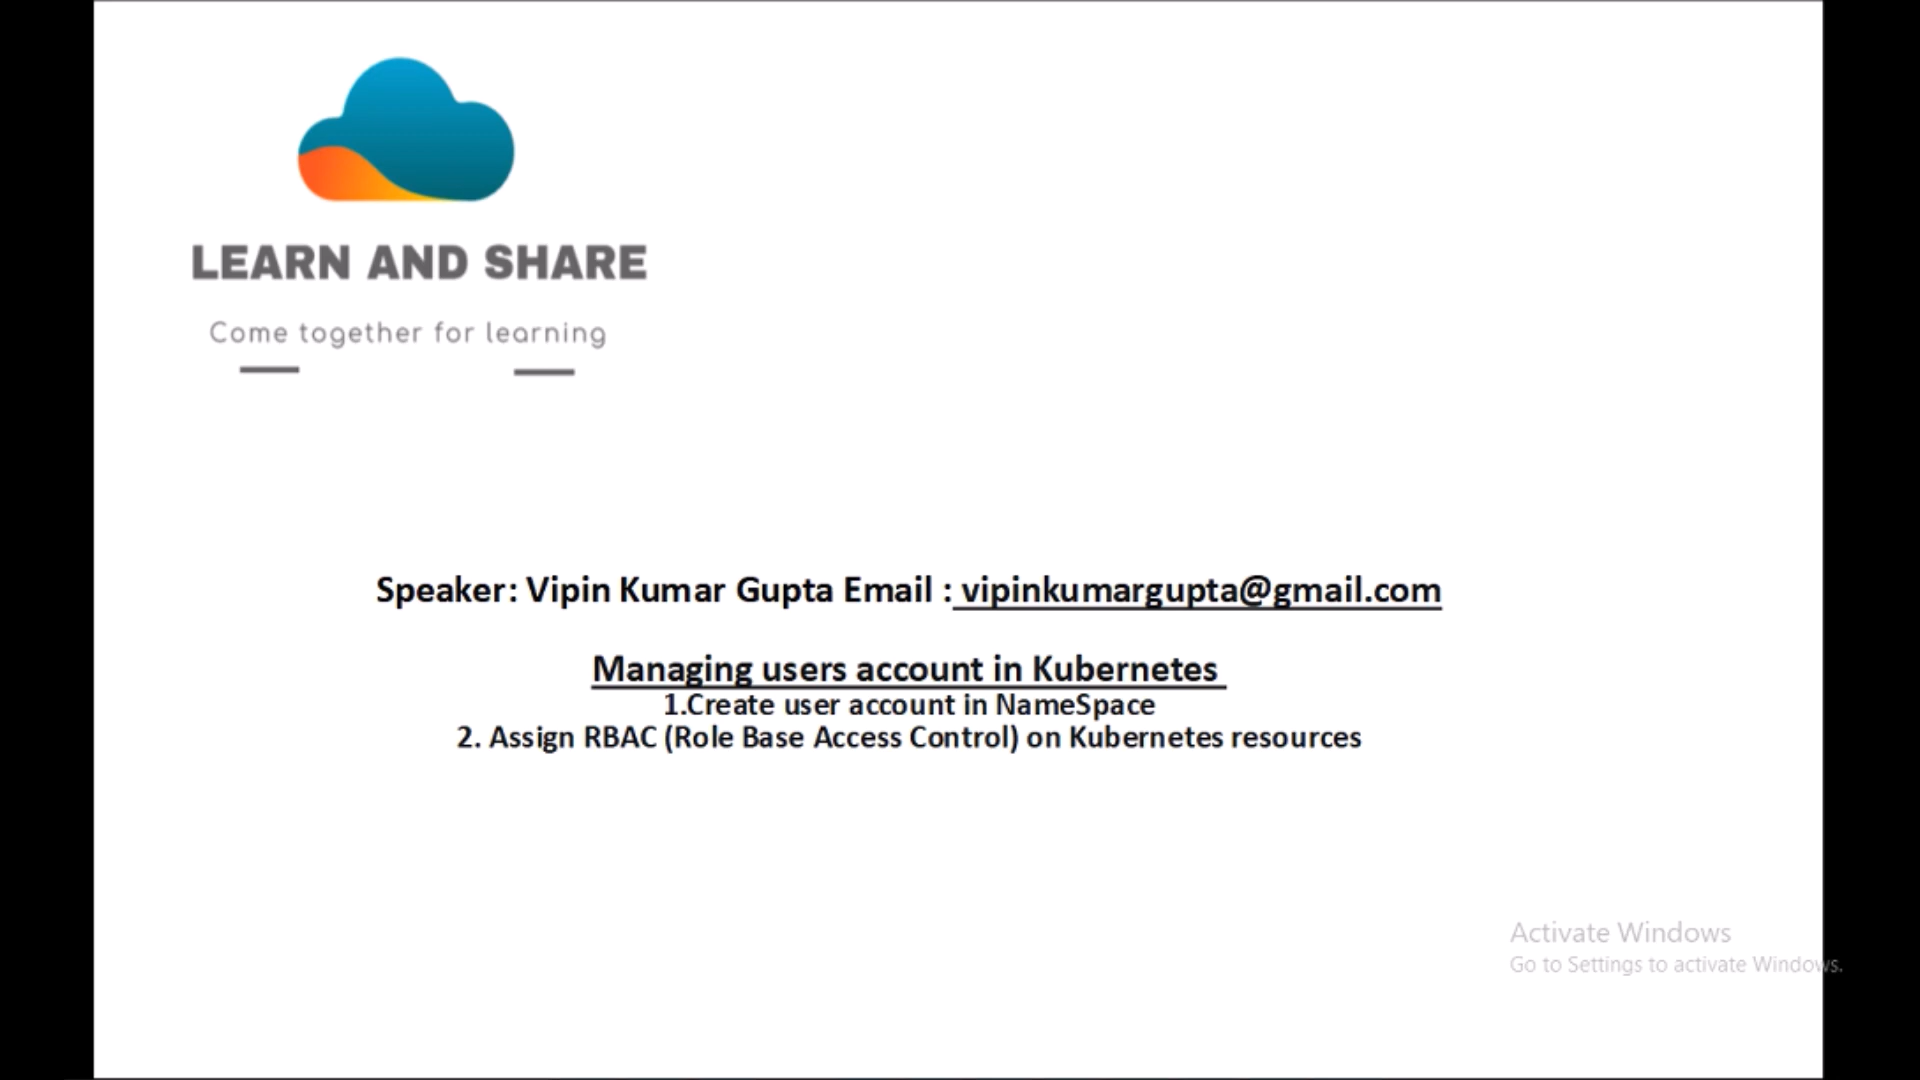 LEARN AND SHARE
Come together for learning
Speaker: Vipin Kumar Gupta Email : vipinkumargupta@gmail.com
Managing users account in Kubernetes
1.Create user account in NameSpace
2. Assign RBAC (Role Base Access Control) on Kubernetes resources
Activate Windows
Go to Settings to activate Windows.